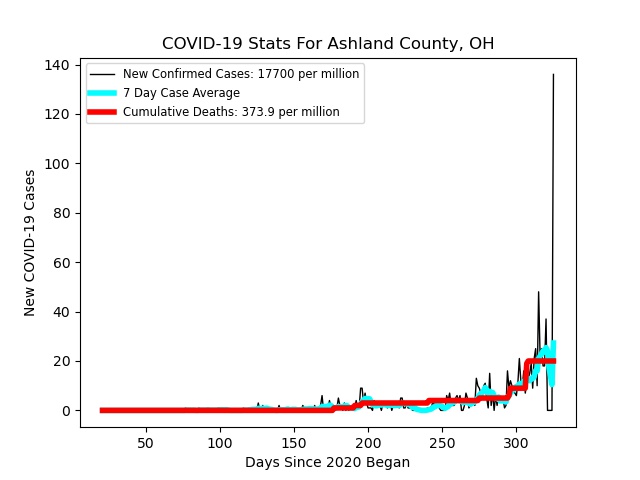 COVID-19 Stats For Ashland County, OH
New Confirmed Cases: 17700 per million
7 Day Case Average
Cumulative Deaths: 373.9 per million
New COVID-19 Cases
140
120
100
80
60
40
20
0
50 100 150 200 250 300
Days Since 2020 Began